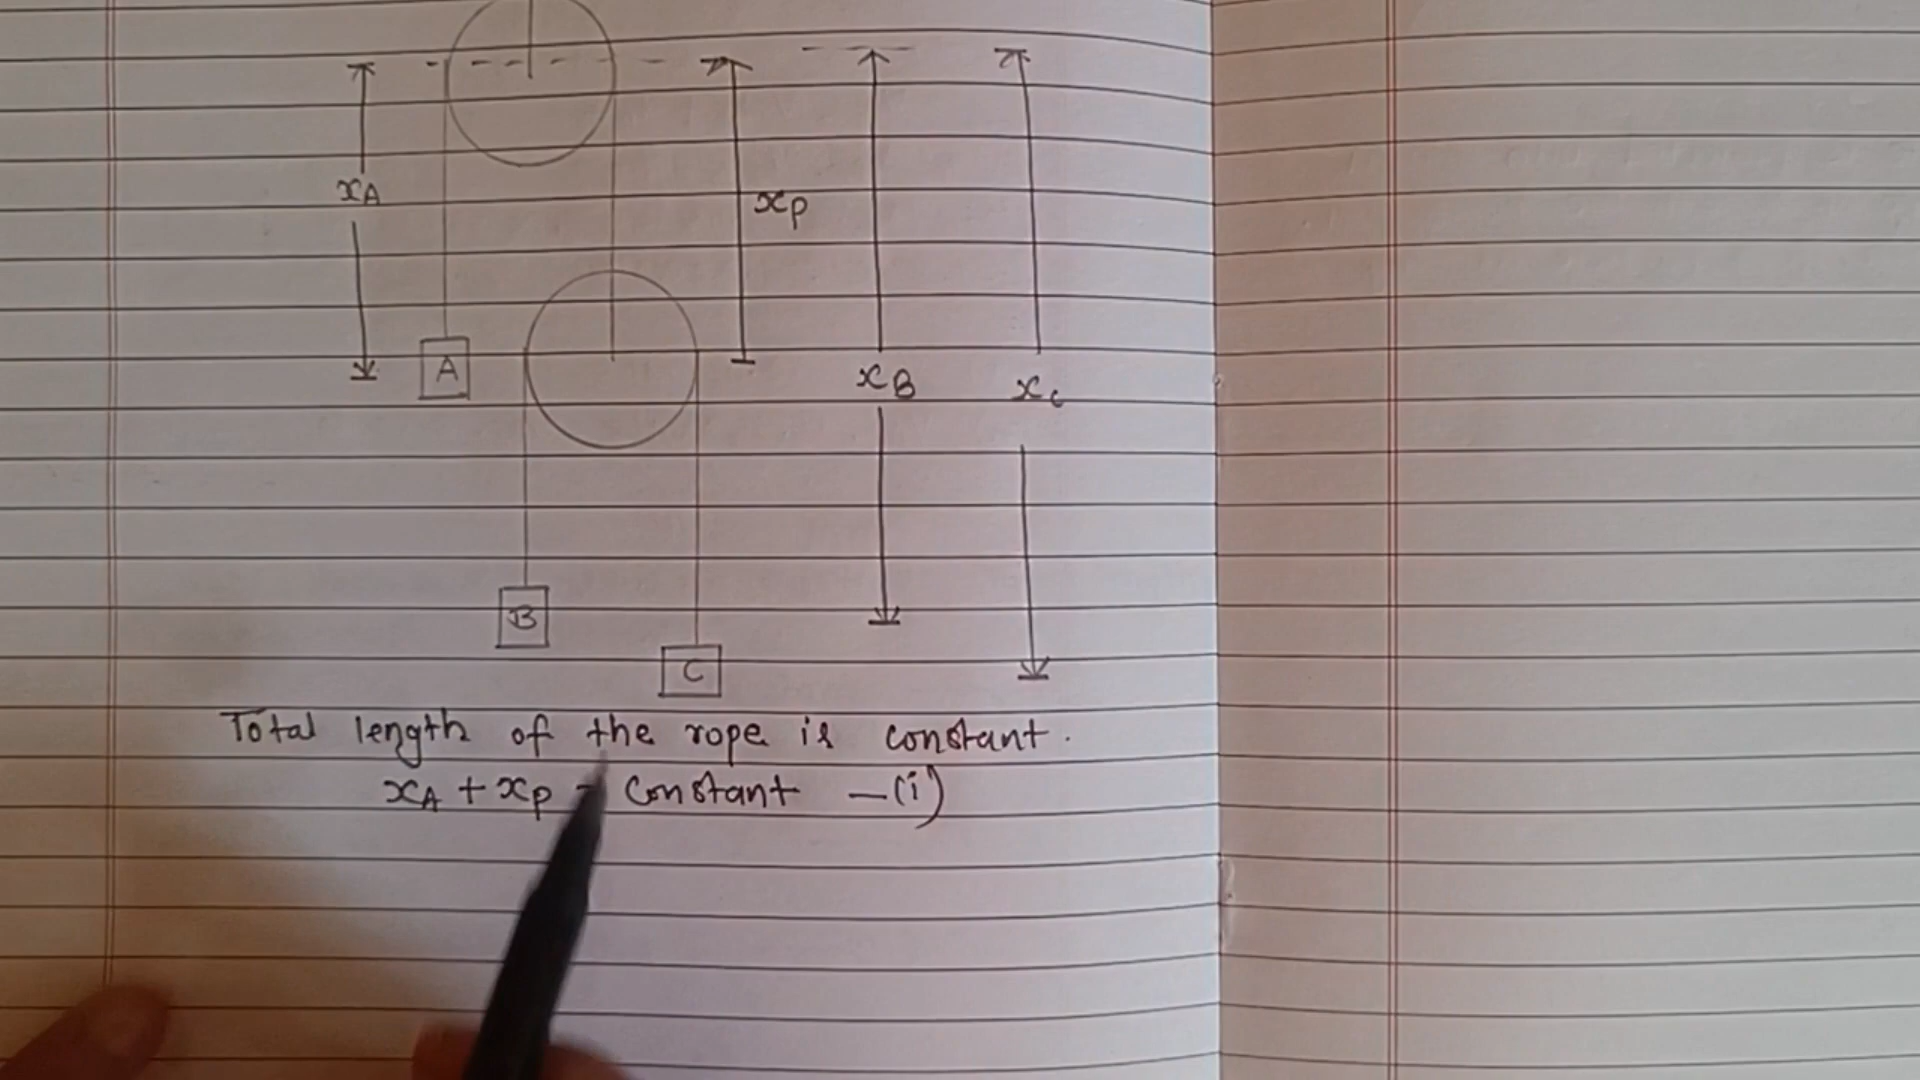 xA
xp
A
xB
xc
B
C
Total length of the rope is constant.
xA + xp = constant —(i)